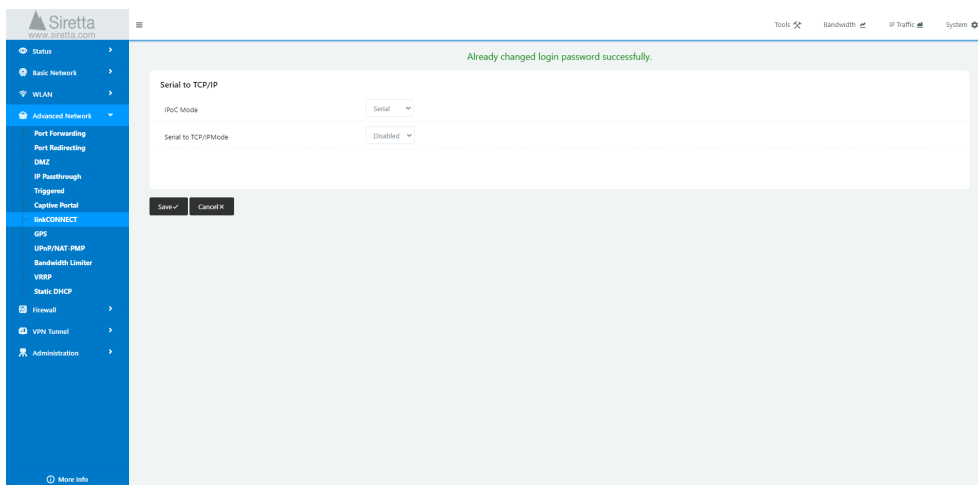 Siretta
www.siretta.com
Tools
Bandwidth
IP Traffic
System
Status
Basic Network
WLAN
Advanced Network
Port Forwarding
Port Redirecting
DMZ
IP Passthrough
Triggered
Captive Portal
linkCONNECT
GPS
UPnP/NAT-PMP
Bandwidth Limiter
VRRP
Static DHCP
Firewall
VPN Tunnel
Administration
More Info
Already changed login password successfully.
Serial to TCP/IP
IPoC Mode
Serial
Serial to TCP/IPMode
Disabled
Save
Cancel